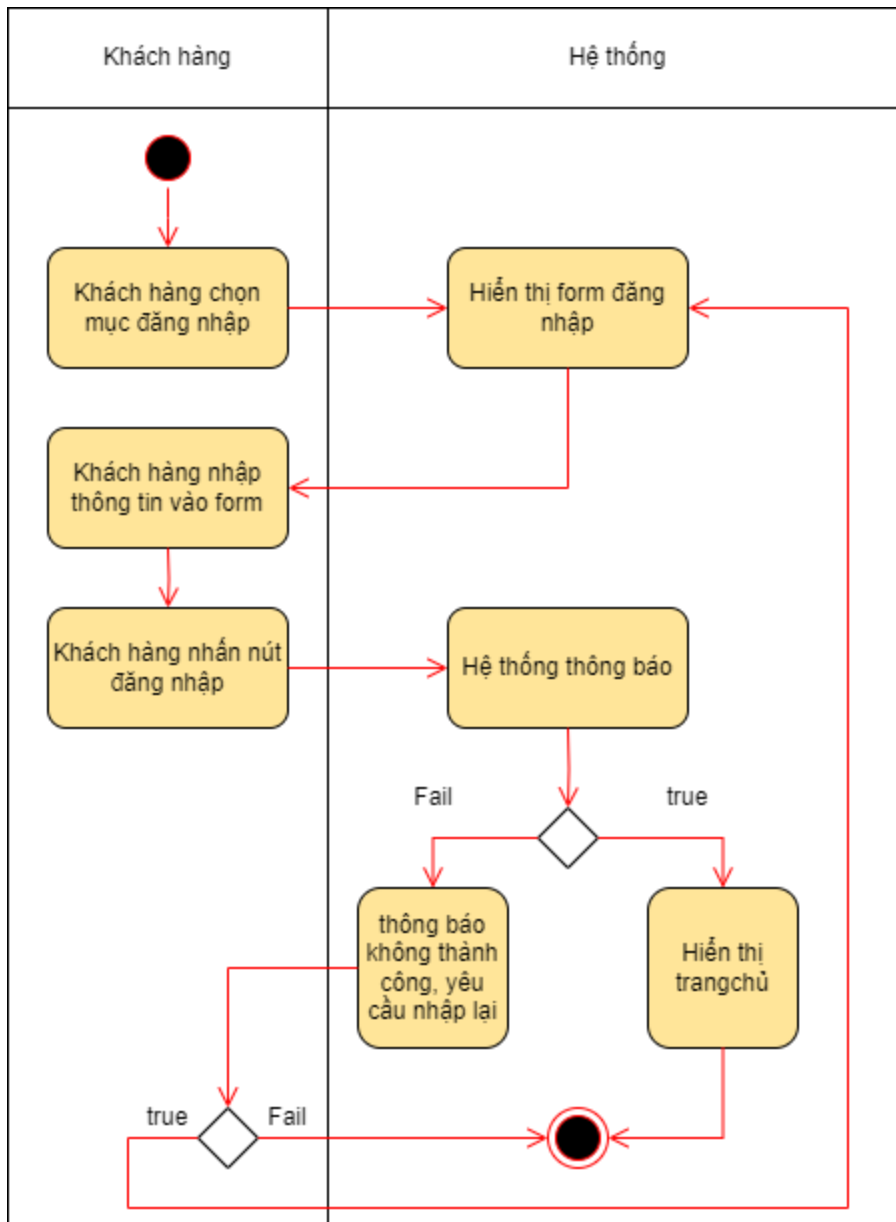 Khách hàng
Hệ thống
Khách hàng chọn
mục đăng nhập
Hiển thị form đăng
nhập
Khách hàng nhập
thông tin vào form
Khách hàng nhấn nút
đăng nhập
Hệ thống thông báo
Fail
true
thông báo
không thành
công, yêu
cầu nhập lại
Hiển thị
trangchủ
true
Fail